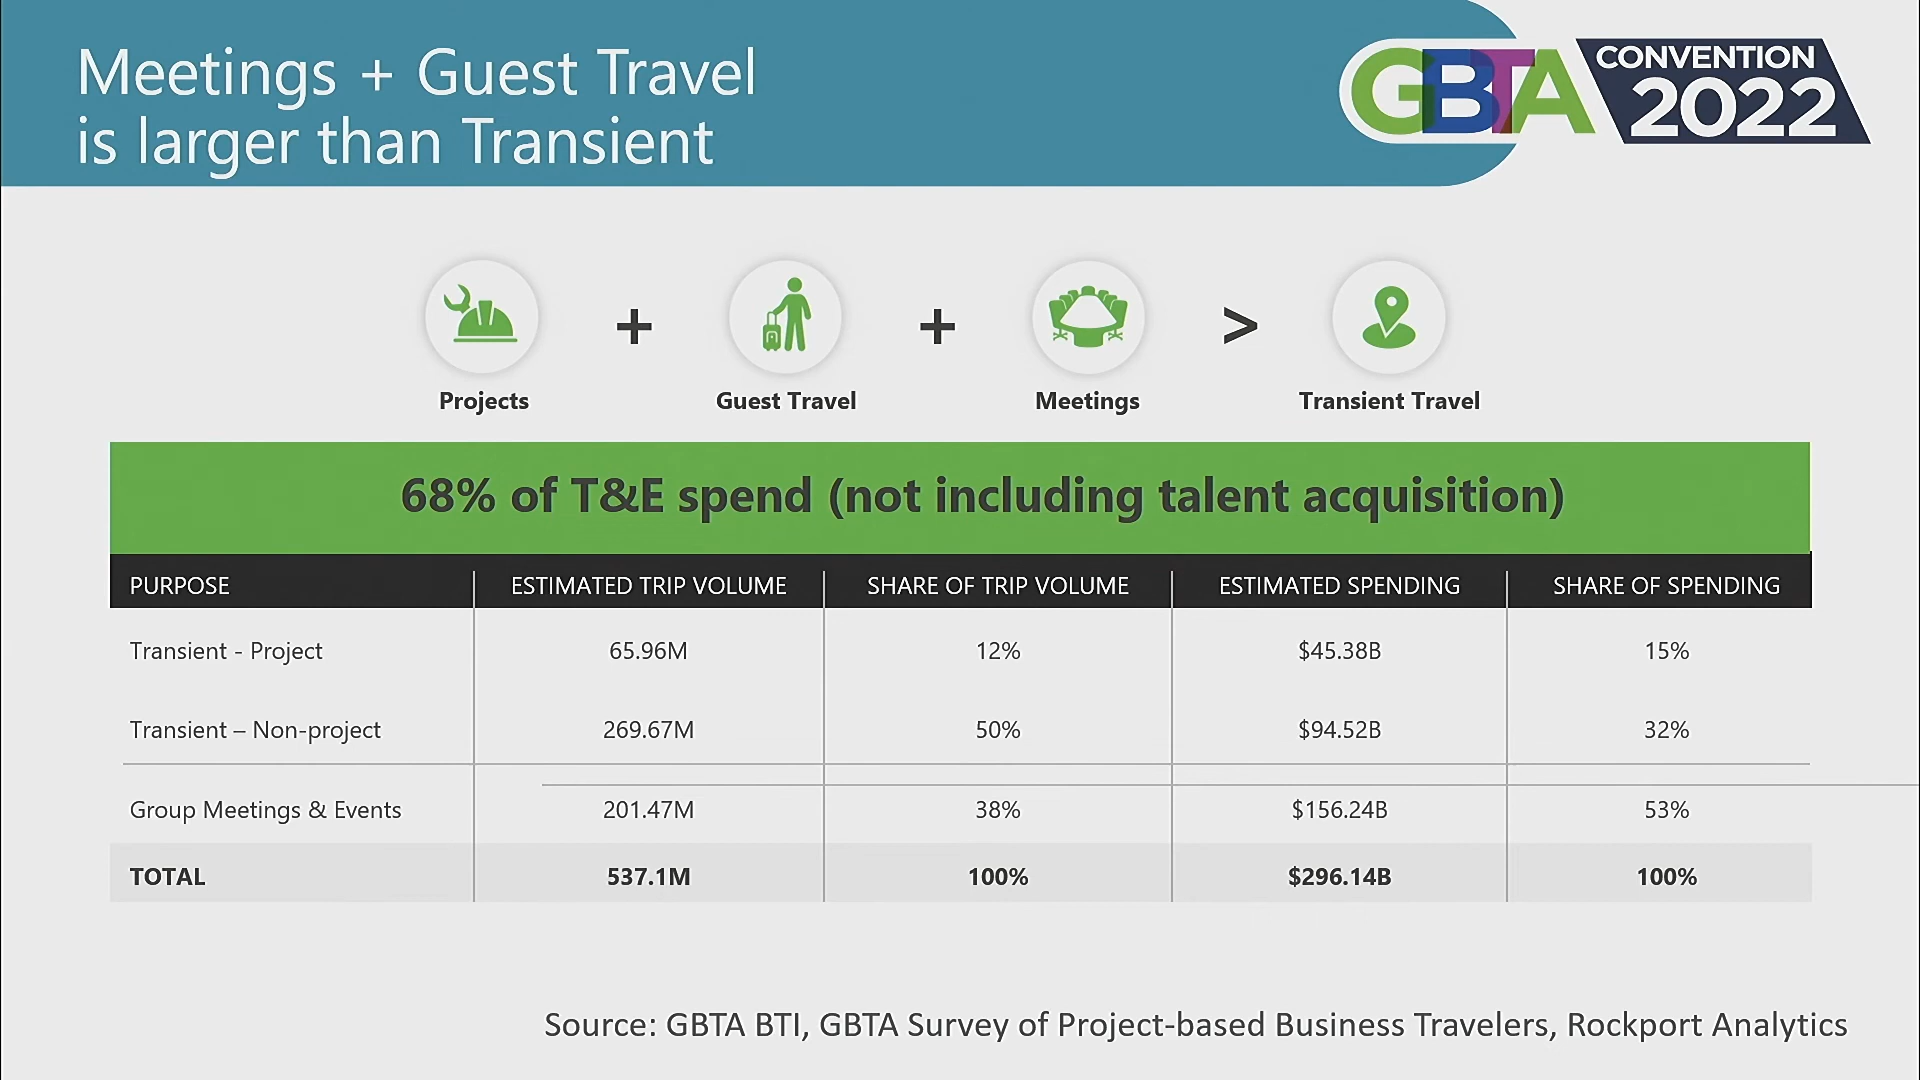 Meetings + Guest Travel
is larger than Transient
GBTA CONVENTION 2022
Projects + Guest Travel + Meetings > Transient Travel
68% of T&E spend (not including talent acquisition)
PURPOSE ESTIMATED TRIP VOLUME SHARE OF TRIP VOLUME ESTIMATED SPENDING SHARE OF SPENDING
Transient - Project 65.96M 12% $45.38B 15%
Transient – Non-project 269.67M 50% $94.52B 32%
Group Meetings & Events 201.47M 38% $156.24B 53%
TOTAL 537.1M 100% $296.14B 100%
Source: GBTA BTI, GBTA Survey of Project-based Business Travelers, Rockport Analytics